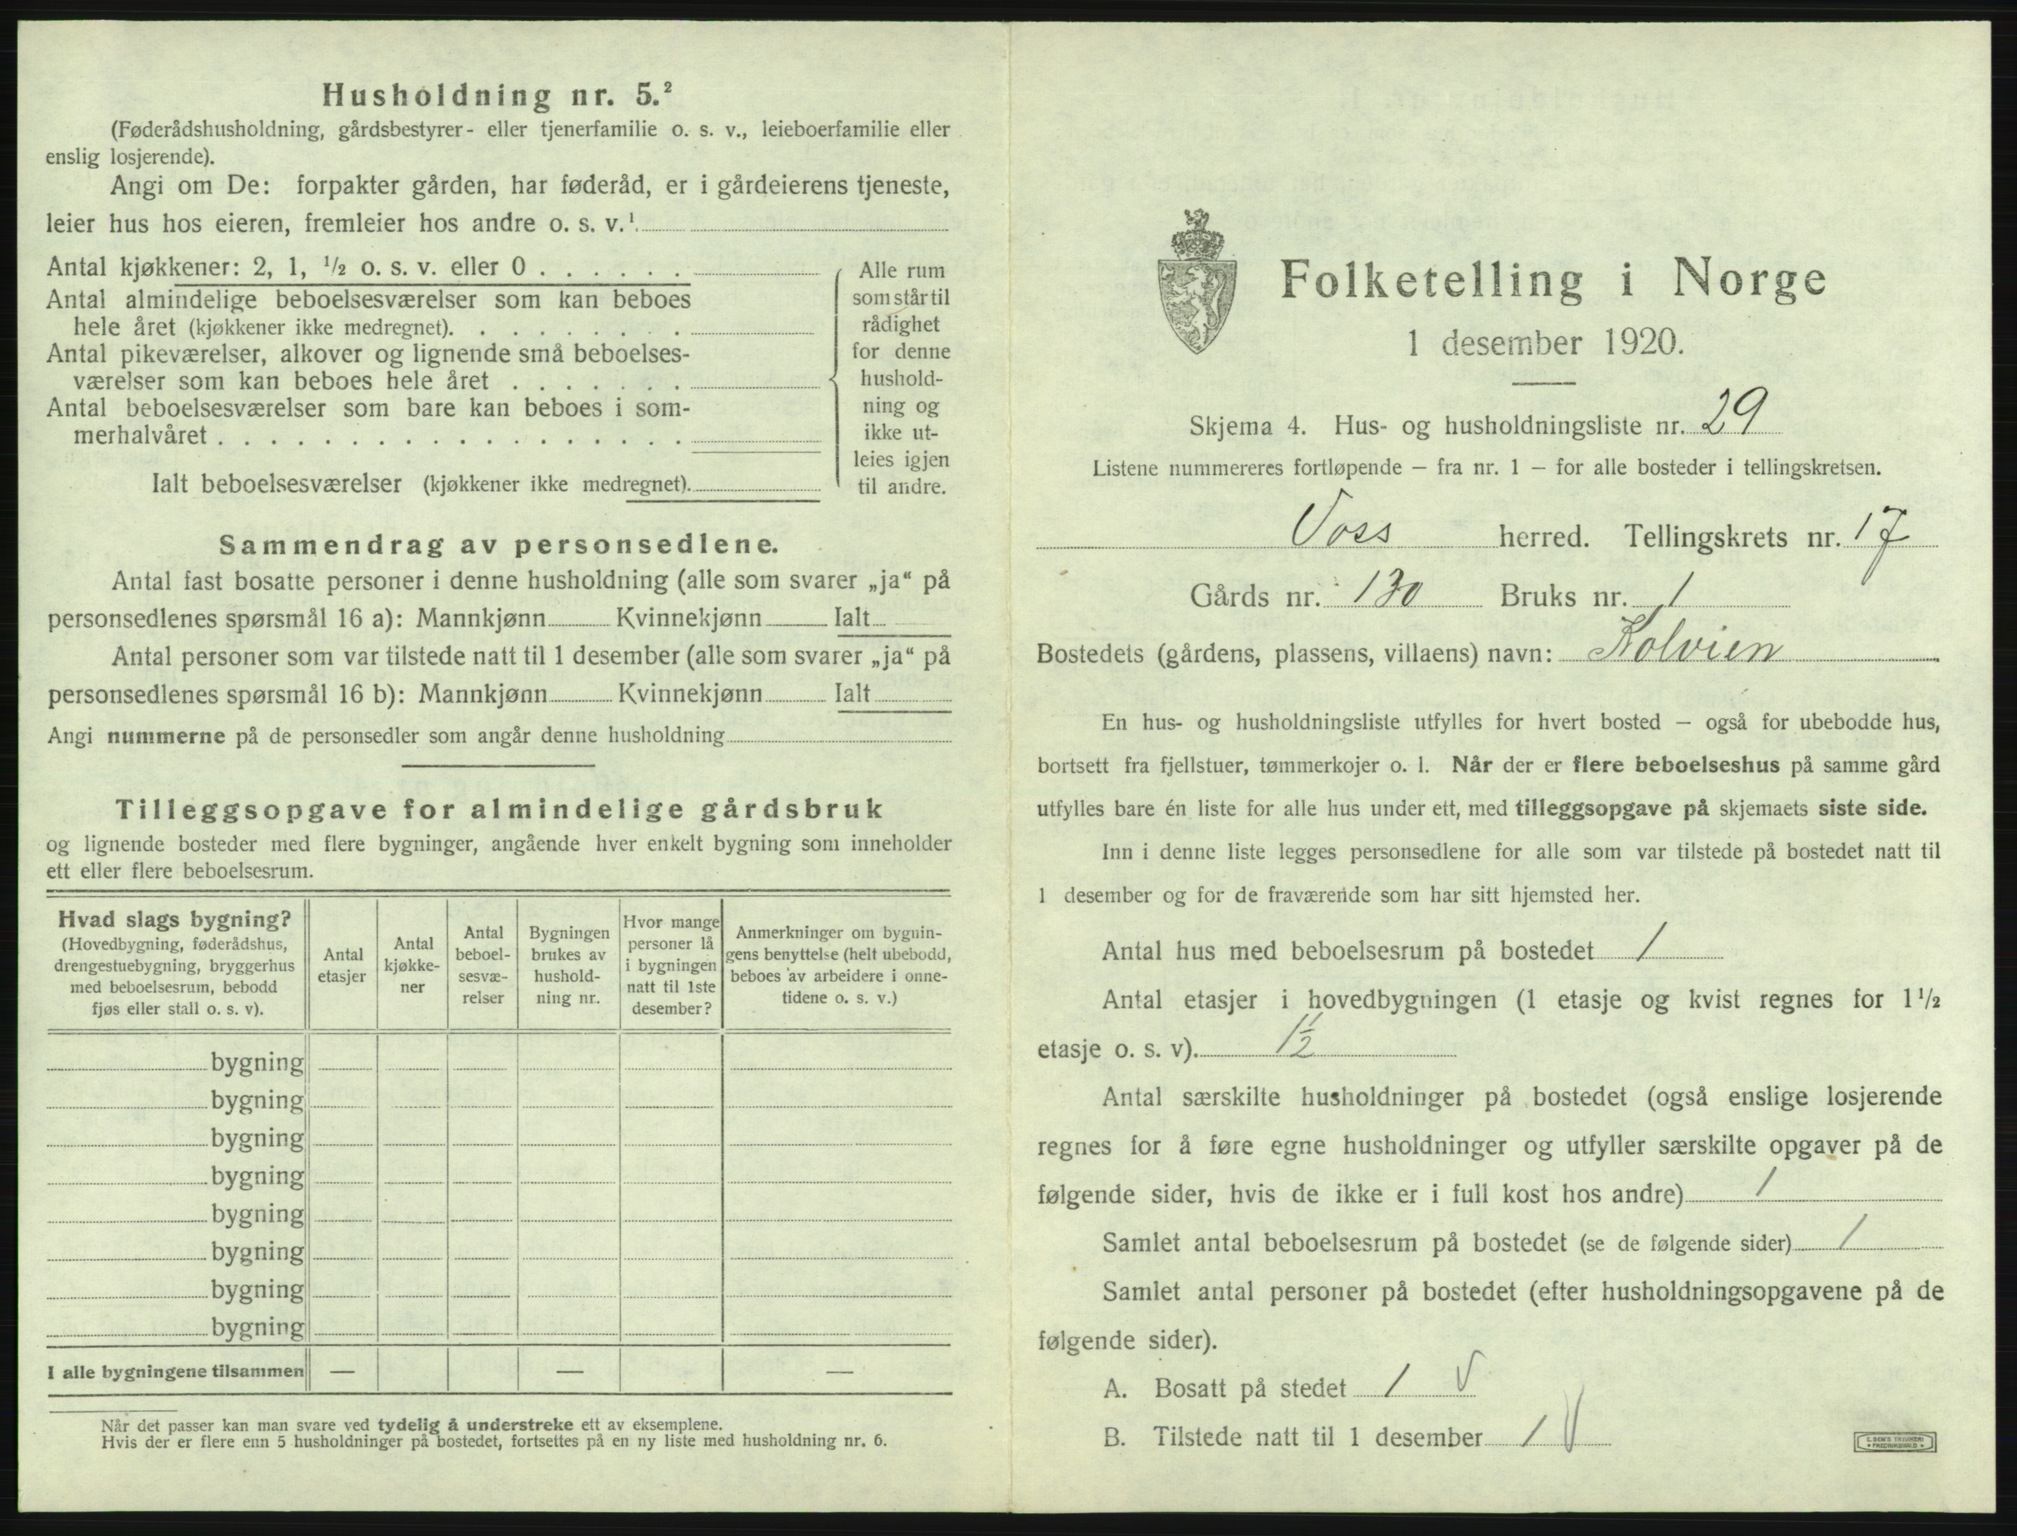 Husholdning nr. 5.²
(Føderådshusholdning, gårdsbestyrer- eller tjenerfamilie o. s. v., leieboerfamilie eller
enslig losjerende).
Angi om De: forpakter gården, har føderåd, er i gårdeierens tjeneste,
leier hus hos eieren, fremleier hos andre o. s. v.¹
Antal kjøkkener: 2, 1, ½ o. s. v. eller 0 . . . . . .
Antal almindelige beboelsesværelser som kan beboes
hele året (kjøkkener ikke medregnet). . . . . . . . .
Antal pikeværelser, alkover og lignende små beboelses-
værelser som kan beboes hele året . . . . . . .
Antal beboelsesværelser som bare kan beboes i som-
merhalvåret . . . . . . . . . . . . . . . . . .
Ialt beboelsesværelser (kjøkkener ikke medregnet).
Alle rum
som står til
rådighet
for denne
hushold-
ning og
ikke ut-
leies igjen
til andre.
Sammendrag av personsedlene.
Antal fast bosatte personer i denne husholdning (alle som svarer „ja“ på
personsedlenes spørsmål 16 a): Mannkjønn Kvinnekjønn Ialt
Antal personer som var tilstede natt til 1 desember (alle som svarer „ja“ på
personsedlenes spørsmål 16 b): Mannkjønn Kvinnekjønn Ialt
Angi nummerne på de personsedler som angår denne husholdning
Tilleggsopgave for almindelige gårdsbruk
og lignende bosteder med flere bygninger, angående hver enkelt bygning som inneholder
ett eller flere beboelsesrum.
Hvad slags bygning?
(Hovedbygning, føderådshus,
drengestuebygning, bryggerhus
med beboelsesrum, bebodd
fjøs eller stall o. s. v).
Antal
etasjer
Antal
kjøkke-
ner
Antal
beboel-
sesvæ-
relser
Bygningen
brukes av
hushold-
ning nr.
Hvor mange
personer lå
i bygningen
natt til 1ste
desember?
Anmerkninger om bygnin-
gens benyttelse (helt ubebodd,
beboes av arbeidere i onne-
tidene o. s. v.)
bygning
bygning
bygning
bygning
bygning
bygning
bygning
bygning
I alle bygningene tilsammen — — —
Når det passer kan man svare ved tydelig å understreke ett av eksemplene.
Hvis der er flere enn 5 husholdninger på bostedet, fortsettes på en ny liste med husholdning nr. 6.
Folketelling i Norge
1 desember 1920.
Skjema 4. Hus- og husholdningsliste nr. 29
Listene nummereres fortløpende — fra nr. 1 — for alle bosteder i tellingskretsen.
Voss herred. Tellingskrets nr. 17
Gårds nr. 130 Bruks nr. 1
Bostedets (gårdens, plassens, villaens) navn: Kolvien
En hus- og husholdningsliste utfylles for hvert bosted — også for ubebodde hus,
bortsett fra fjellstuer, tømmerkojer o. l. Når der er flere beboelseshus på samme gård
utfylles bare én liste for alle hus under ett, med tilleggsopgave på skjemaets siste side.
Inn i denne liste legges personsedlene for alle som var tilstede på bostedet natt til
1 desember og for de fraværende som har sitt hjemsted her.
Antal hus med beboelsesrum på bostedet 1
Antal etasjer i hovedbygningen (1 etasje og kvist regnes for 1½
etasje o. s. v). 1½
Antal særskilte husholdninger på bostedet (også enslige losjerende
regnes for å føre egne husholdninger og utfyller særskilte opgaver på de
følgende sider, hvis de ikke er i full kost hos andre) 1
Samlet antal beboelsesrum på bostedet (se de følgende sider) 1
Samlet antal personer på bostedet (efter husholdningsopgavene på de
følgende sider).
A. Bosatt på stedet 1 V
B. Tilstede natt til 1 desember 1 V